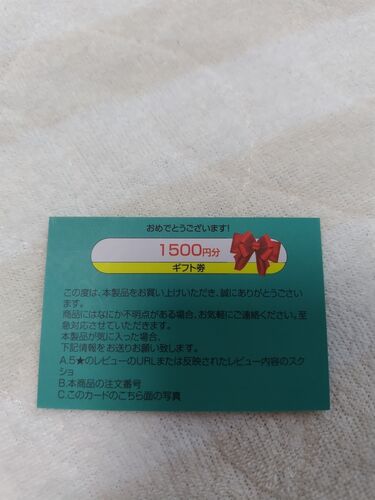 おめでとうございます!
1500円分
ギフト券
この度は、本製品をお買い上げいただき、誠にありがとうござい
ます。
商品にはなにか不明点がある場合、お気軽にご連絡ください。至
急対応させていただきます。
本製品が気に入った場合、
下記情報をお送りお願い致します。
A.5★のレビューのURLまたは反映されたレビュー内容のスク
ショ
B.本商品の注文番号
C.このカードのこちら面の写真